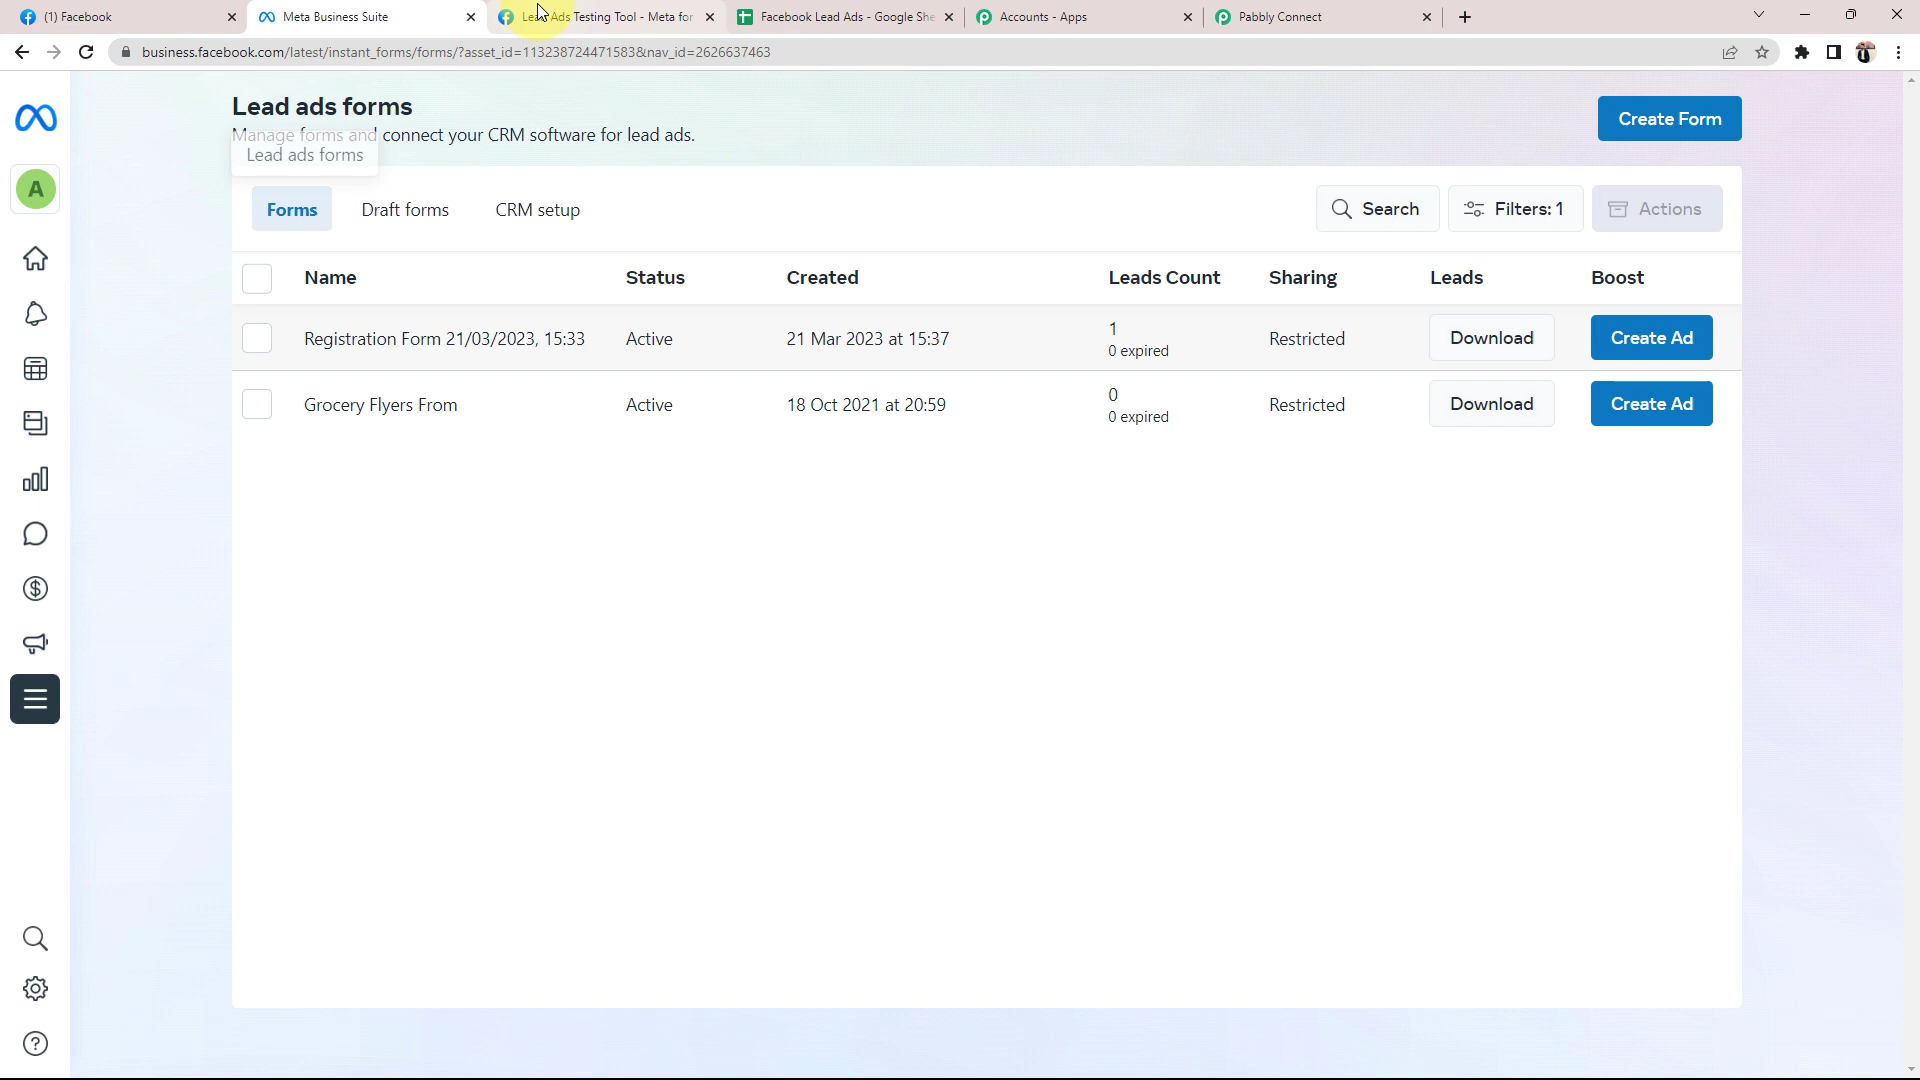 (1) Facebook
Meta Business Suite
Lead Ads Testing Tool - Meta for
Facebook Lead Ads - Google She
Accounts - Apps
Pabbly Connect
business.facebook.com/latest/instant_forms/forms/?asset_id=113238724471583&nav_id=2626637463
Lead ads forms
Manage forms and connect your CRM software for lead ads.
Lead ads forms
Create Form
A
Forms
Draft forms
CRM setup
Search
Filters: 1
Actions
Name Status Created Leads Count Sharing Leads Boost
Registration Form 21/03/2023, 15:33 Active 21 Mar 2023 at 15:37 1 Restricted Download Create Ad
0 expired
Grocery Flyers From Active 18 Oct 2021 at 20:59 0 Restricted Download Create Ad
0 expired